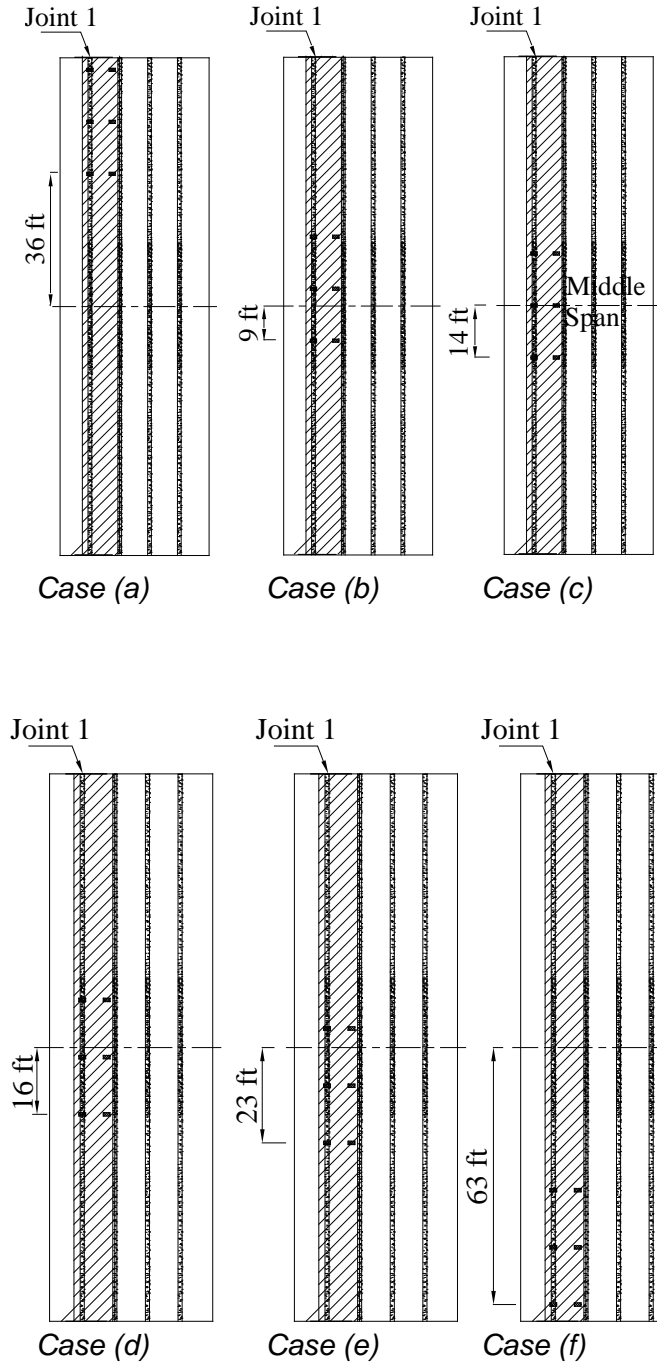 Joint 1
Joint 1
Joint 1
36 ft
9 ft
14 ft
Middle
Span
Case (a)
Case (b)
Case (c)
Joint 1
Joint 1
Joint 1
16 ft
23 ft
63 ft
Case (d)
Case (e)
Case (f)